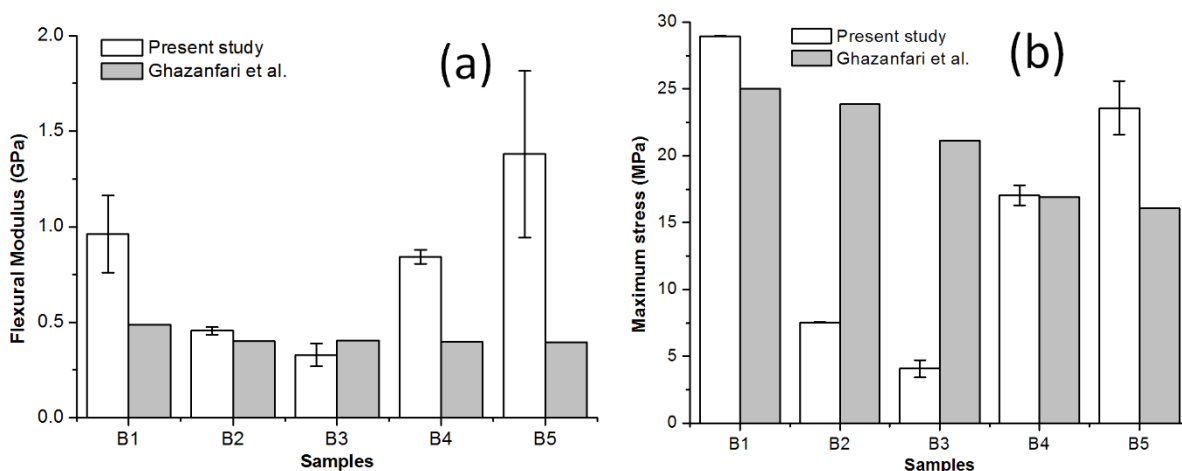 Present study
Ghazanfari et al.
(a)
Flexural Modulus (GPa)
2.0
1.5
1.0
0.5
0.0
B1 B2 B3 B4 B5
Samples
Present study
Ghazanfari et al.
(b)
Maximum stress (MPa)
30
25
20
15
10
5
0
B1 B2 B3 B4 B5
Samples